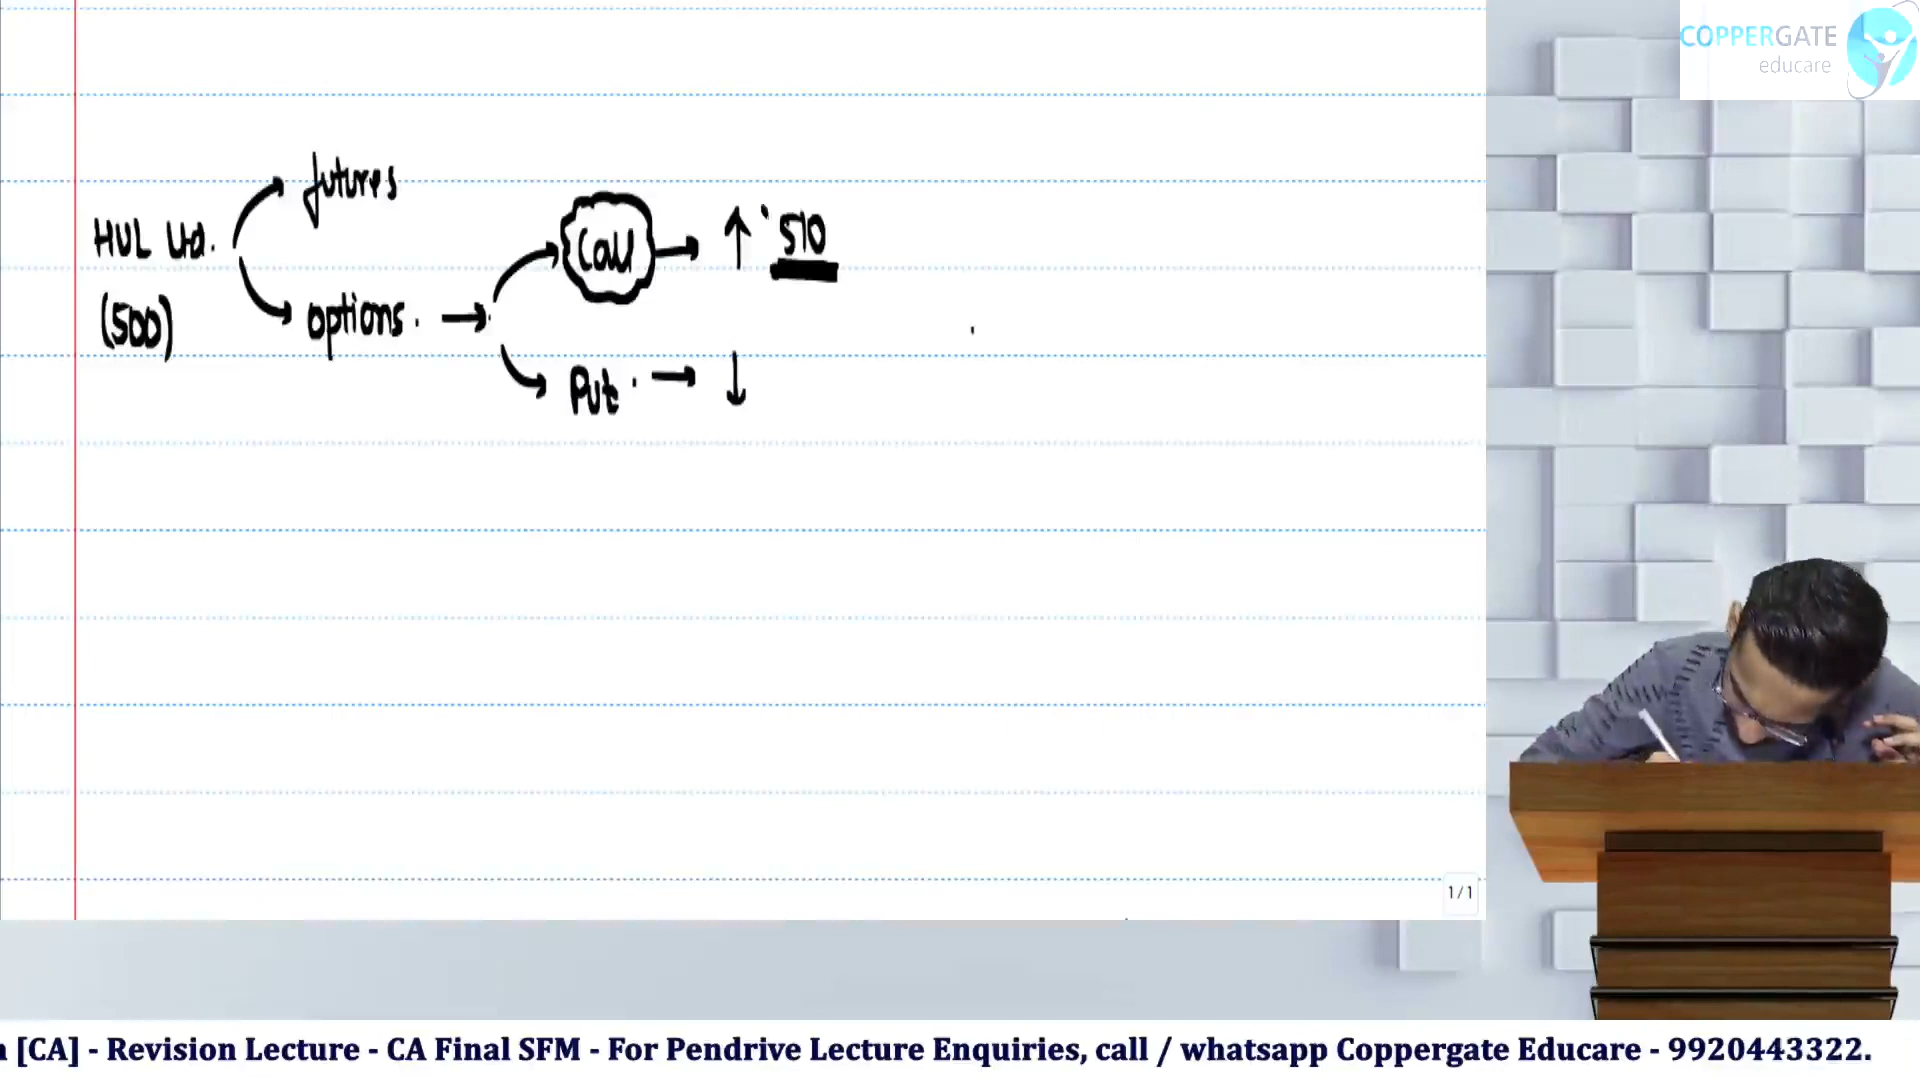 COPPERGATE
educare
futures
HUL Ltd.
(500)
options.
Call
↑ 510
Put. → ↓
1/1
[CA] - Revision Lecture - CA Final SFM - For Pendrive Lecture Enquiries, call / whatsapp Coppergate Educare - 9920443322.